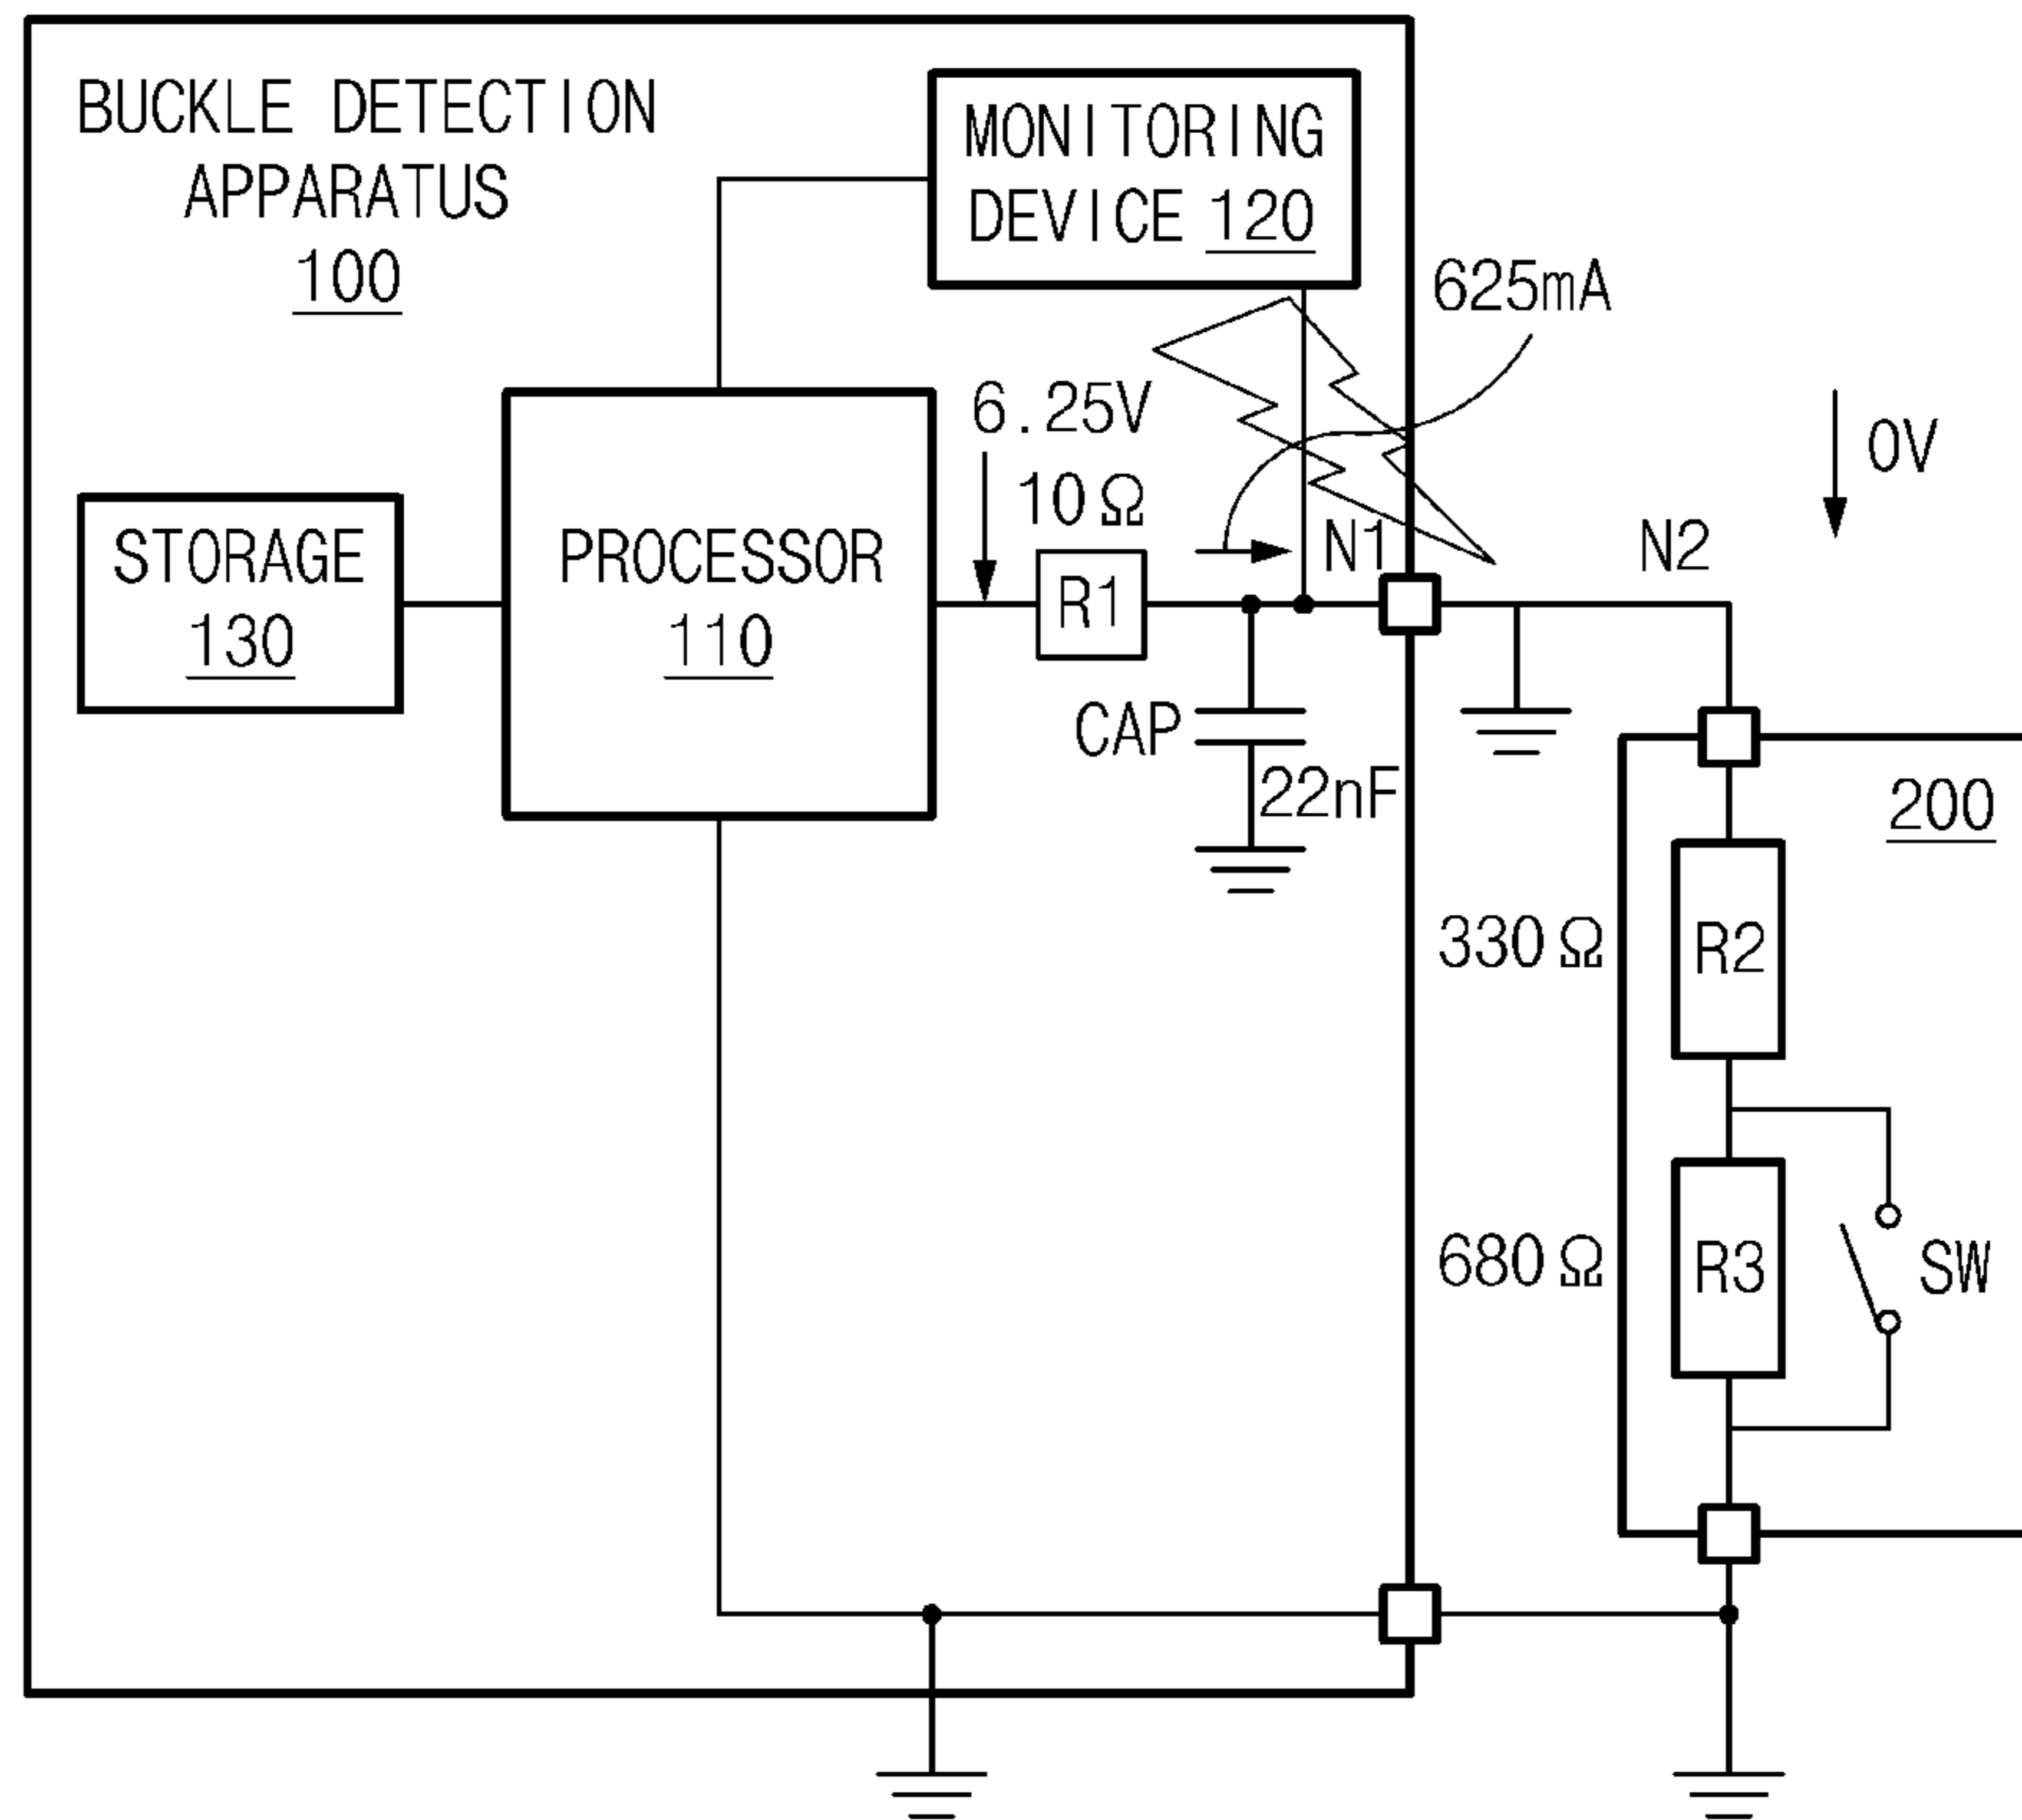 BUCKLE DETECTION
APPARATUS
100
MONITORING
DEVICE 120
625mA
6.25V
10Ω
0V
STORAGE
130
PROCESSOR
110
R1
N1
N2
CAP
22nF
200
330Ω
R2
680Ω
R3
SW